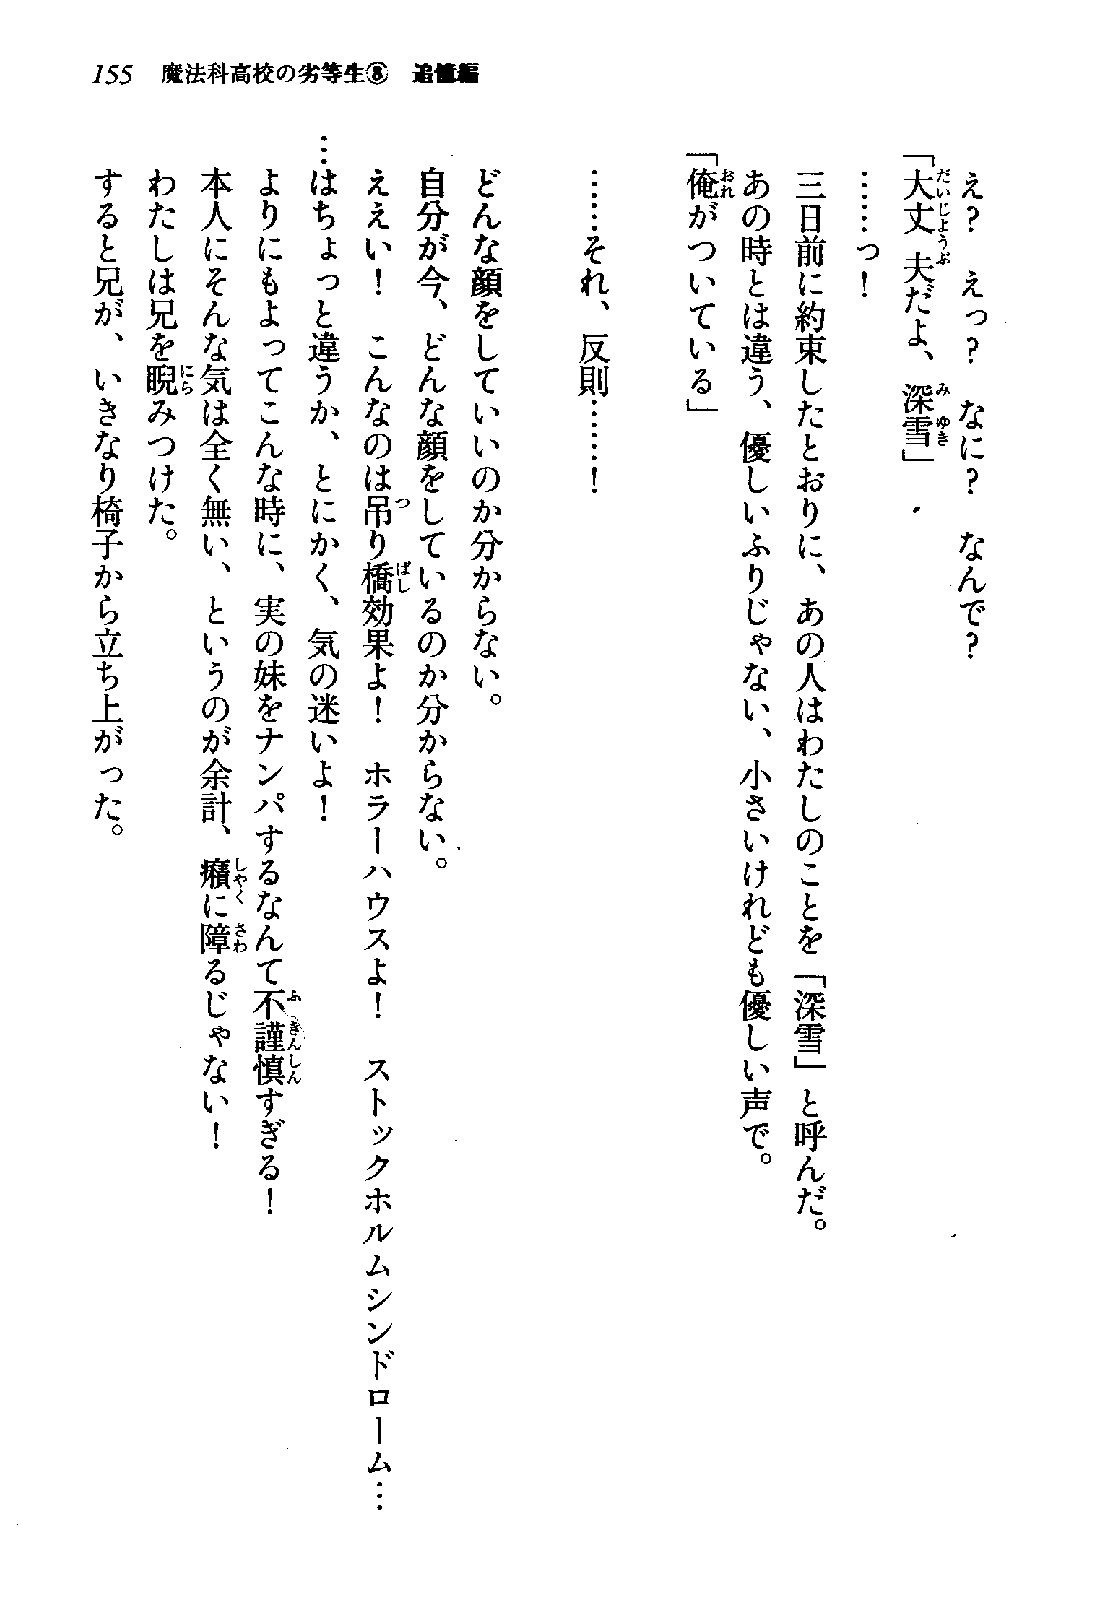 155　魔法科高校の劣等生⑧　追憶編
え？　えっ？　なに？　なんで？
「大丈夫だよ、深雪」
……っ！
三日前に約束したとおりに、あの人はわたしのことを「深雪」と呼んだ。
あの時とは違う、優しいふりじゃない、小さいけれども優しい声で。
「俺がついている」
……それ、反則……！
どんな顔をしていいのか分からない。
自分が今、どんな顔をしているのか分からない。
ええい！　こんなのは吊り橋効果よ！　ホラーハウスよ！　ストックホルムシンドローム…
…はちょっと違うか、とにかく、気の迷いよ！
よりにもよってこんな時に、実の妹をナンパするなんて不謹慎すぎる！
本人にそんな気は全く無い、というのが余計、癪に障るじゃない！
わたしは兄を睨みつけた。
すると兄が、いきなり椅子から立ち上がった。